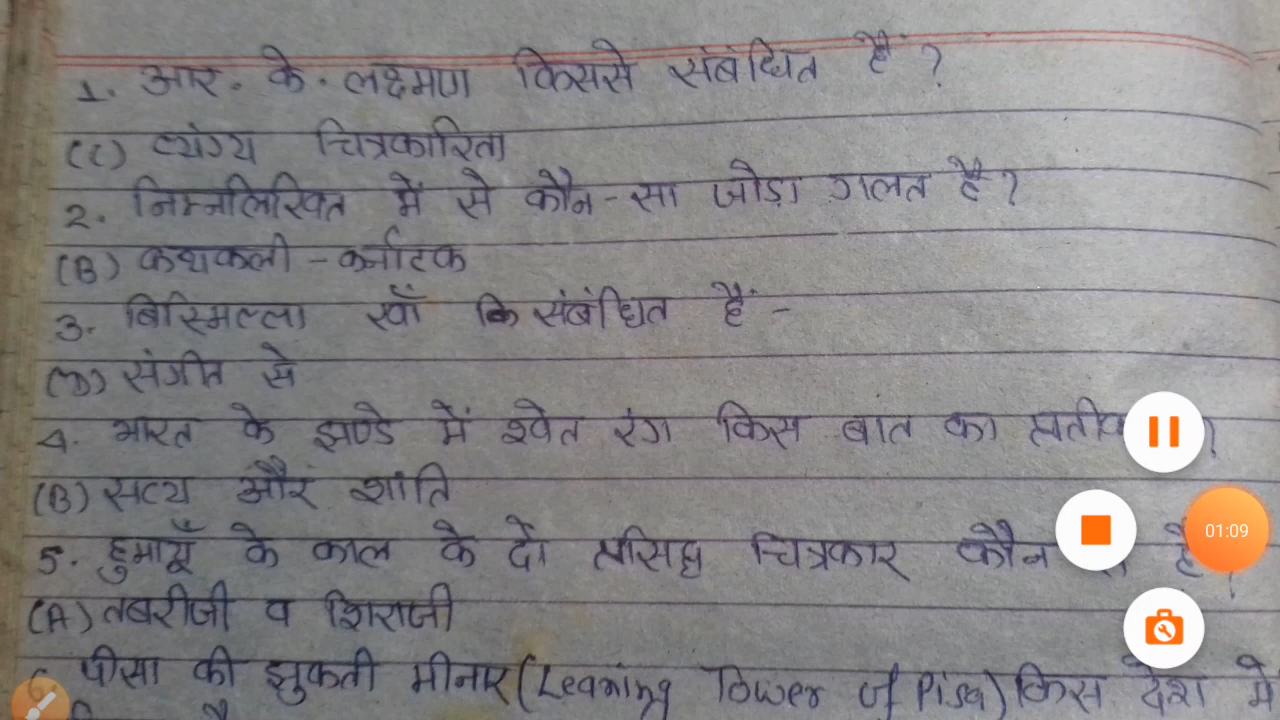 1. आर. के. लक्ष्मण किससे संबंधित हैं ?
(C) व्यंग्य चित्रकारिता
2. निम्नलिखित में से कौन-सा जोड़ा गलत है ?
(B) कथकली - कर्नाटक
3. बिस्मिल्ला खाँ कि संबंधित हैं -
(D) संगीत से
4. भारत के झण्डे में श्वेत रंग किस बात का ?
(B) सत्य और शांति
5. हुमायूँ के काल के दो प्रसिद्ध चित्रकार कौन
(A) तबरीजी व शिराजी
6 पीसा की झुकती मीनार (Leaning Tower of Pisa) किस देश में
01:09